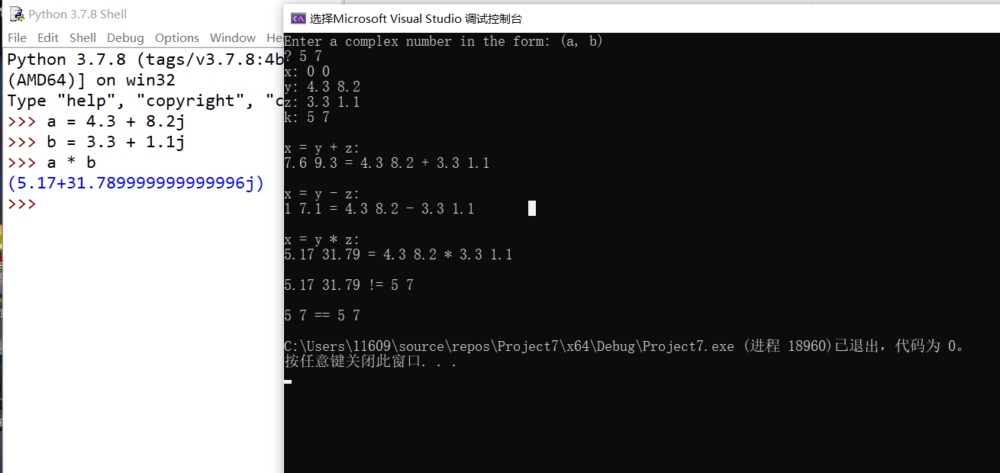 Python 3.7.8 Shell
File Edit Shell Debug Options Window He
Python 3.7.8 (tags/v3.7.8:4b
(AMD64)] on win32
Type "help", "copyright", "c
>>> a = 4.3 + 8.2j
>>> b = 3.3 + 1.1j
>>> a * b
(5.17+31.789999999999996j)
>>>
选择Microsoft Visual Studio 调试控制台
Enter a complex number in the form: (a, b)
? 5 7
x: 0 0
y: 4.3 8.2
z: 3.3 1.1
k: 5 7
x = y + z:
7.6 9.3 = 4.3 8.2 + 3.3 1.1
x = y - z:
1 7.1 = 4.3 8.2 - 3.3 1.1
x = y * z:
5.17 31.79 = 4.3 8.2 * 3.3 1.1
5.17 31.79 != 5 7
5 7 == 5 7
C:\Users\11609\source\repos\Project7\x64\Debug\Project7.exe (进程 18960)已退出，代码为 0。
按任意键关闭此窗口. . .